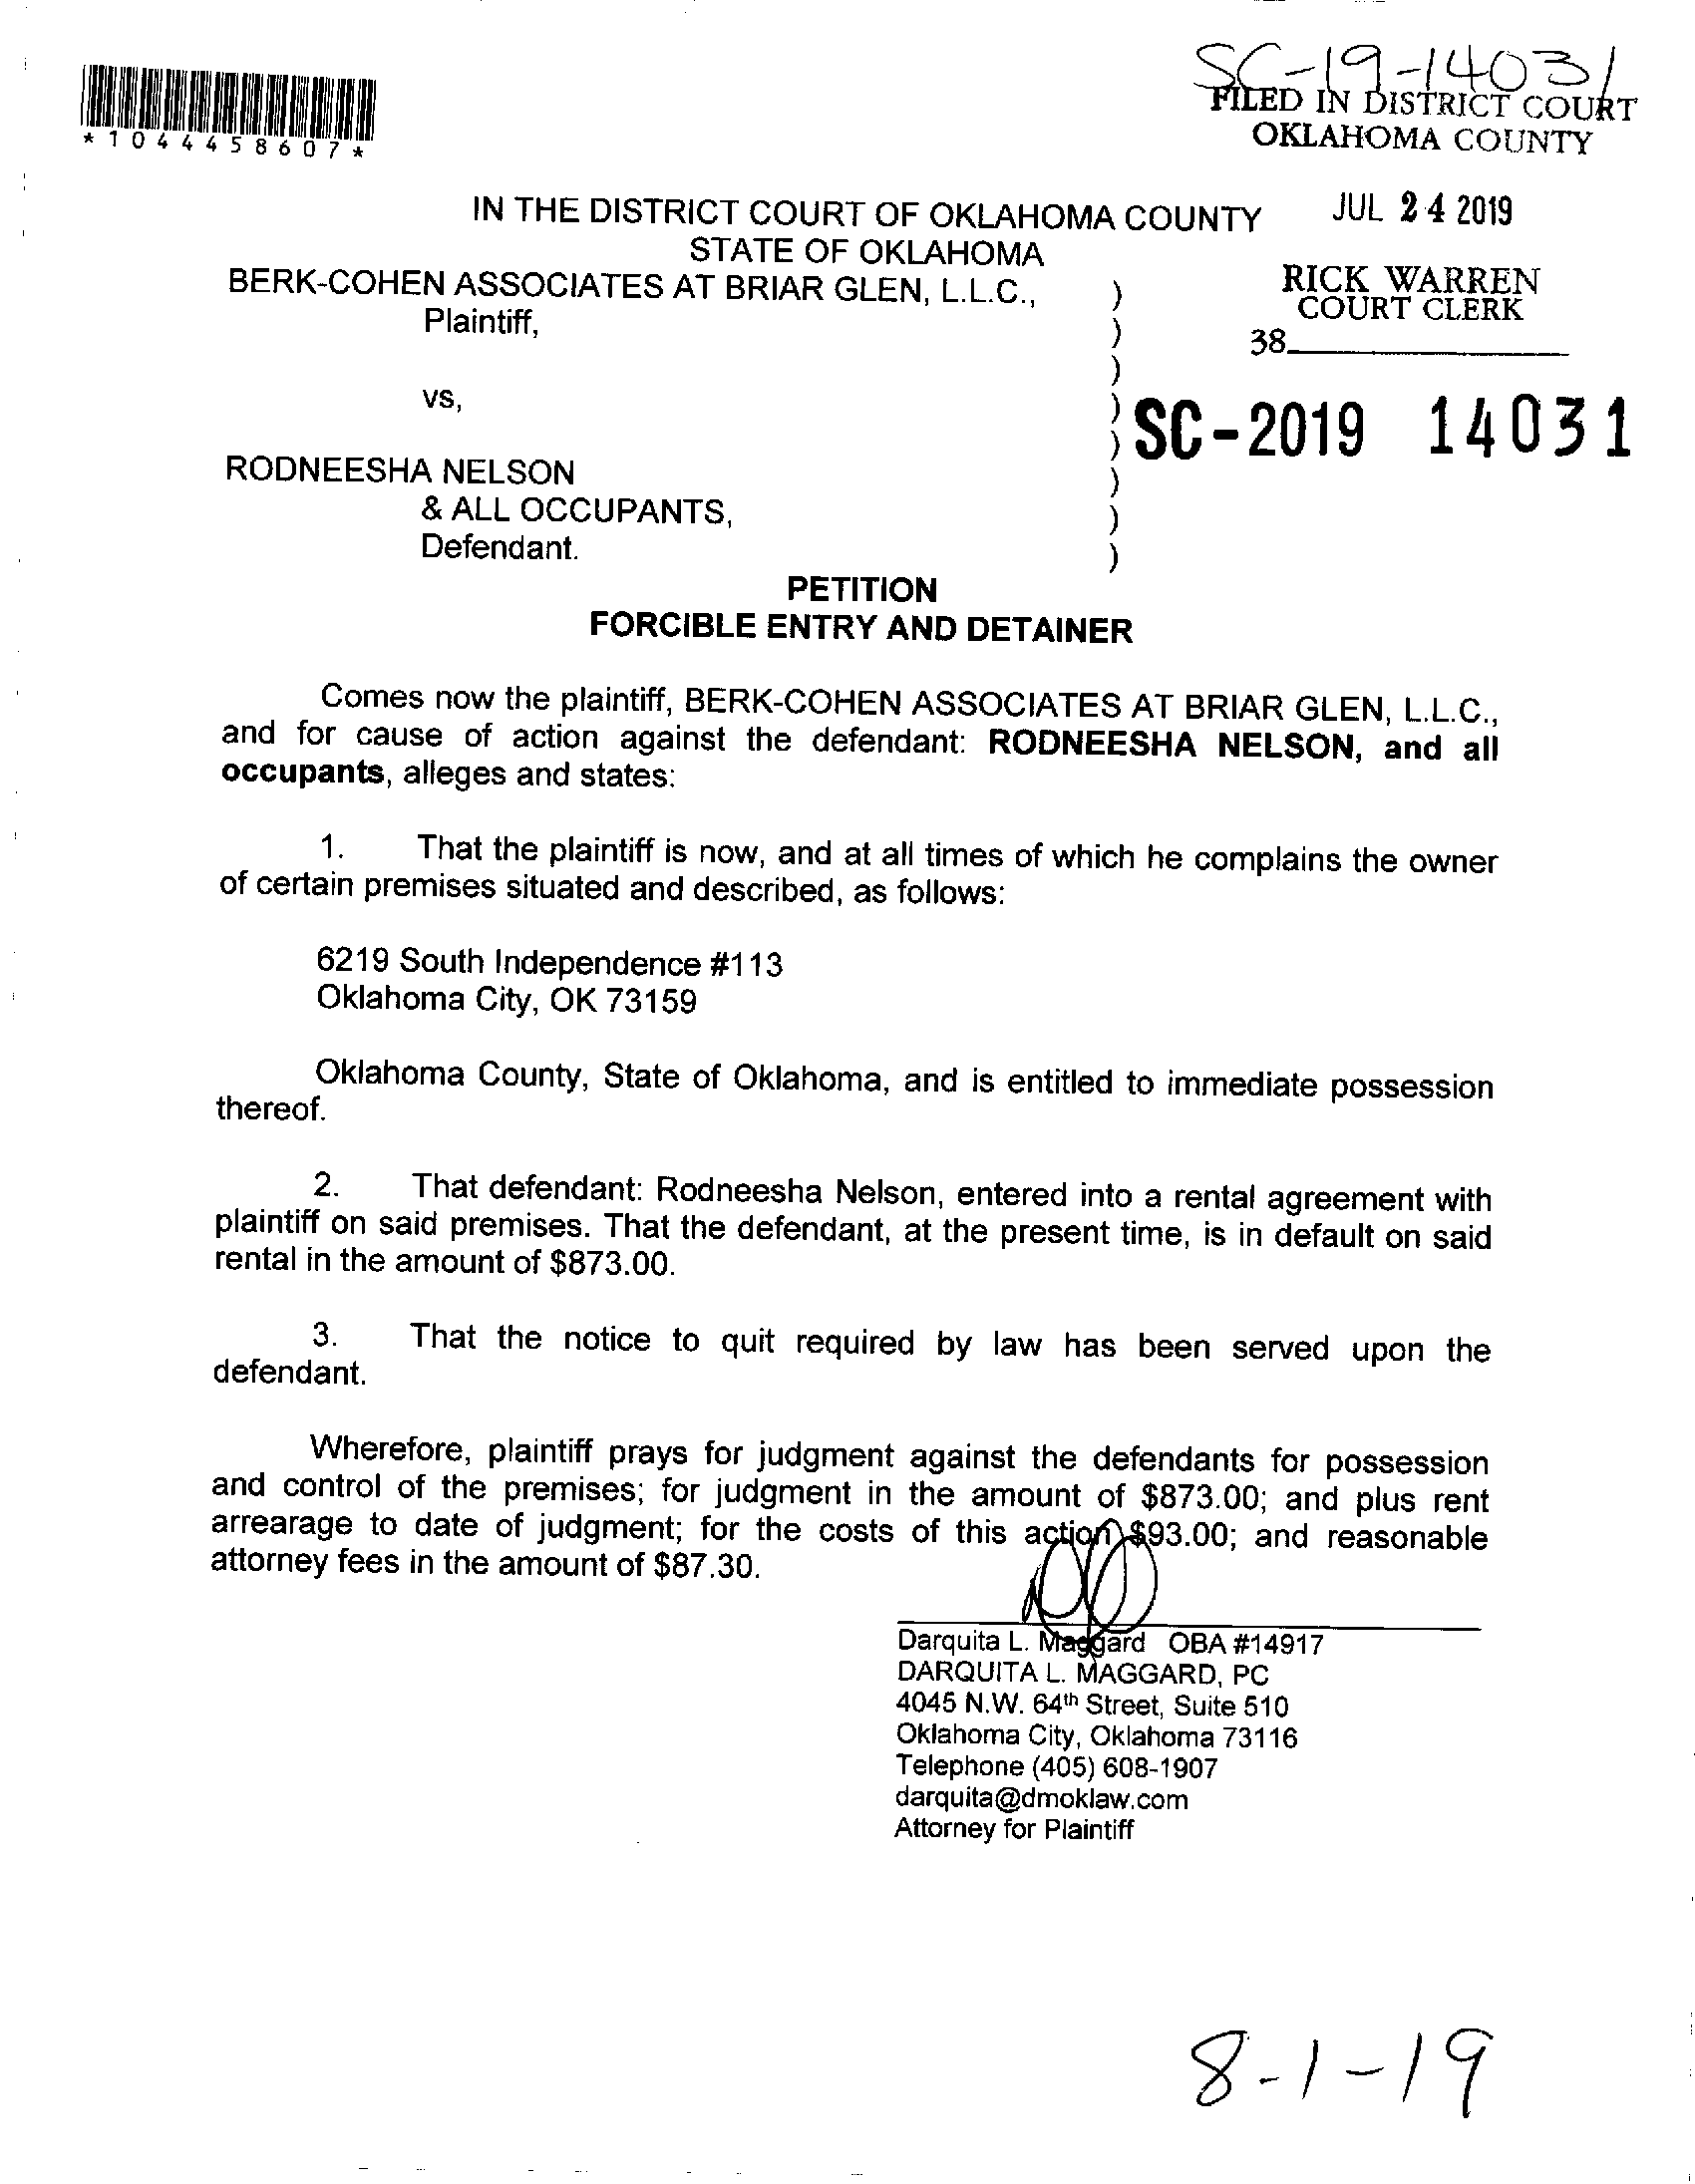 SC-19-14031
FILED IN DISTRICT COURT
OKLAHOMA COUNTY
*1044458607*
JUL 24 2019
IN THE DISTRICT COURT OF OKLAHOMA COUNTY
STATE OF OKLAHOMA
RICK WARREN
COURT CLERK
38
BERK-COHEN ASSOCIATES AT BRIAR GLEN, L.L.C., )
Plaintiff, )
)
vs, )
) SC-2019 14031
RODNEESHA NELSON )
& ALL OCCUPANTS, )
Defendant. )
PETITION
FORCIBLE ENTRY AND DETAINER
Comes now the plaintiff, BERK-COHEN ASSOCIATES AT BRIAR GLEN, L.L.C.,
and for cause of action against the defendant: RODNEESHA NELSON, and all
occupants, alleges and states:
1. That the plaintiff is now, and at all times of which he complains the owner
of certain premises situated and described, as follows:
6219 South Independence #113
Oklahoma City, OK 73159
Oklahoma County, State of Oklahoma, and is entitled to immediate possession
thereof.
2. That defendant: Rodneesha Nelson, entered into a rental agreement with
plaintiff on said premises. That the defendant, at the present time, is in default on said
rental in the amount of $873.00.
3. That the notice to quit required by law has been served upon the
defendant.
Wherefore, plaintiff prays for judgment against the defendants for possession
and control of the premises; for judgment in the amount of $873.00; and plus rent
arrearage to date of judgment; for the costs of this action $93.00; and reasonable
attorney fees in the amount of $87.30.
Darquita L. Maggard OBA #14917
DARQUITA L. MAGGARD, PC
4045 N.W. 64th Street, Suite 510
Oklahoma City, Oklahoma 73116
Telephone (405) 608-1907
darquita@dmoklaw.com
Attorney for Plaintiff
8-1-19